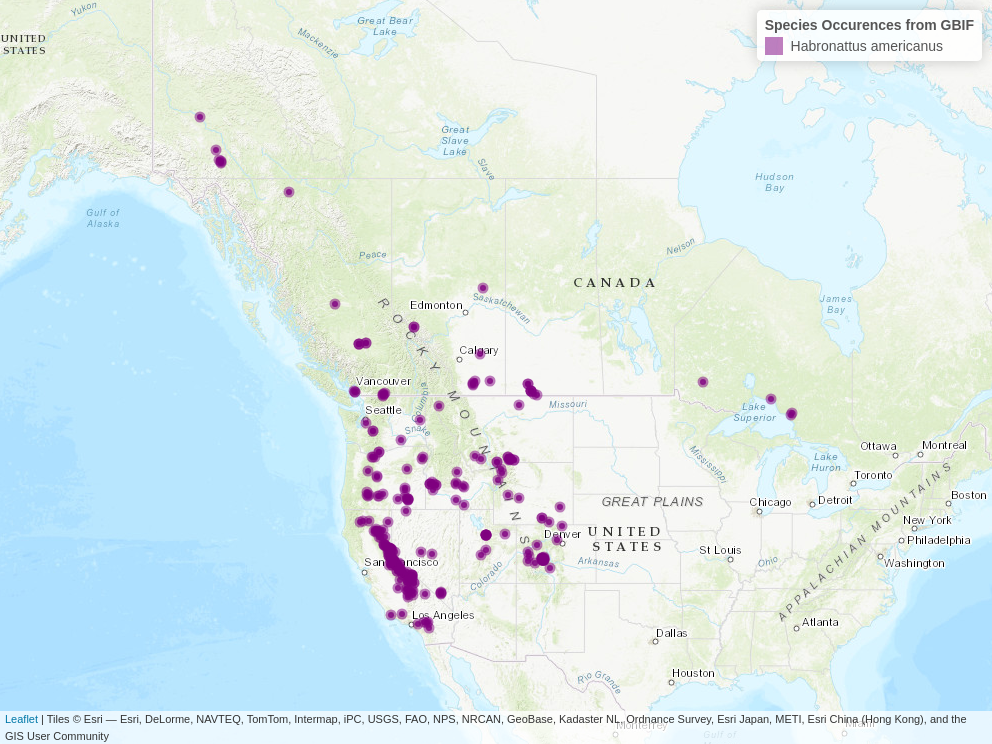 Species Occurences from GBIF
Habronattus americanus
Yukon
Great Bear
Lake
Mackenzie
UNITED
STATES
Great
Slave
Lake
Slave
Hudson
Bay
Gulf of
Alaska
Nelson
Peace
CANADA
Edmonton
Saskatchewan
James
Bay
ROCKY MOUNTAINS
Calgary
Vancouver
Columbia
Seattle
Snake
Missouri
Lake
Superior
Mississippi
Lake
Huron
Ottawa
Montreal
Toronto
GREAT PLAINS
Chicago
Detroit
Boston
New York
Philadelphia
Denver
UNITED
STATES
St Louis
Ohio
Washington
APPALACHIAN MOUNTAINS
San Francisco
Colorado
Arkansas
Los Angeles
Atlanta
Dallas
Houston
Rio Grande
Monterrey
Miami
Gulf of
Leaflet | Tiles © Esri — Esri, DeLorme, NAVTEQ, TomTom, Intermap, iPC, USGS, FAO, NPS, NRCAN, GeoBase, Kadaster NL, Ordnance Survey, Esri Japan, METI, Esri China (Hong Kong), and the
GIS User Community